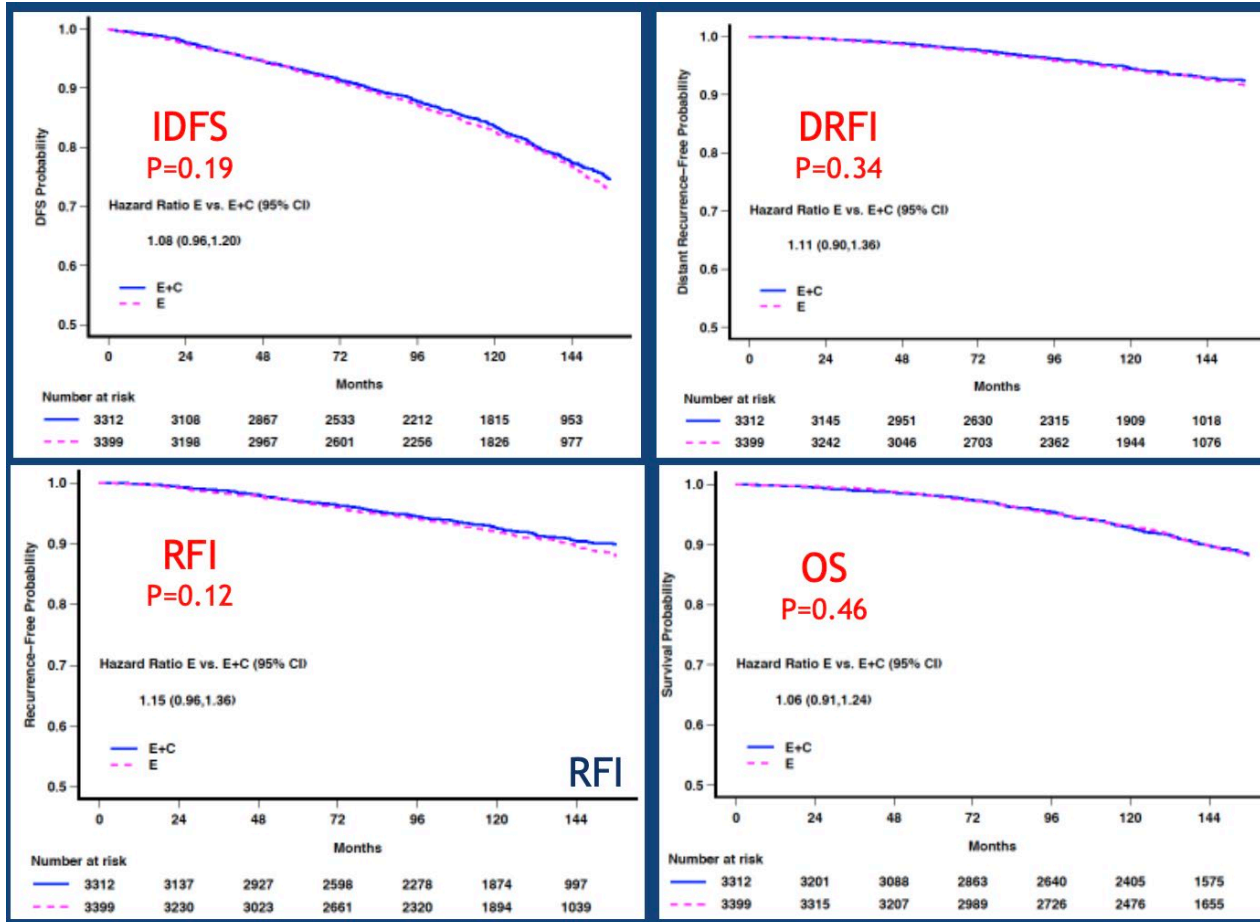 1.0
0.9
0.8
0.7
0.6
0.5
DFS Probability
IDFS
P=0.19
Hazard Ratio E vs. E+C (95% CI)
1.08 (0.96,1.20)
E+C
E
0 24 48 72 96 120 144
Months
Number at risk
3312 3108 2867 2533 2212 1815 953
3399 3198 2967 2601 2256 1826 977
1.0
0.9
0.8
0.7
0.6
0.5
Distant Recurrence-Free Probability
DRFI
P=0.34
Hazard Ratio E vs. E+C (95% CI)
1.11 (0.90,1.36)
E+C
E
0 24 48 72 96 120 144
Months
Number at risk
3312 3145 2951 2630 2315 1909 1018
3399 3242 3046 2703 2362 1944 1076
1.0
0.9
0.8
0.7
0.6
0.5
Recurrence-Free Probability
RFI
P=0.12
Hazard Ratio E vs. E+C (95% CI)
1.15 (0.96,1.36)
E+C
E
RFI
0 24 48 72 96 120 144
Months
Number at risk
3312 3137 2927 2598 2278 1874 997
3399 3230 3023 2661 2320 1894 1039
1.0
0.9
0.8
0.7
0.6
0.5
Survival Probability
OS
P=0.46
Hazard Ratio E vs. E+C (95% CI)
1.06 (0.91,1.24)
E+C
E
0 24 48 72 96 120 144
Months
Number at risk
3312 3201 3088 2863 2640 2405 1575
3399 3315 3207 2989 2726 2476 1655